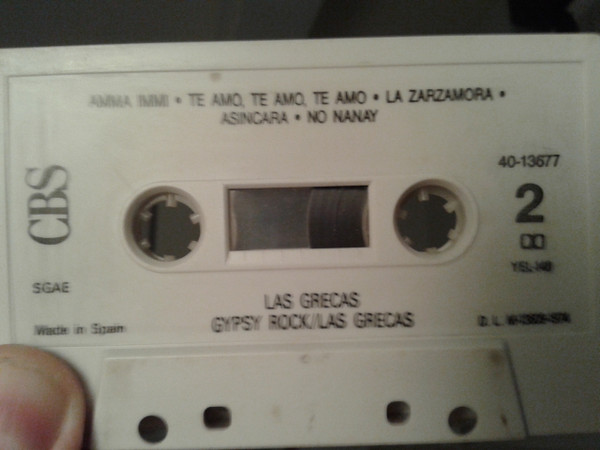 AMMA IMMI • TE AMO, TE AMO, TE AMO • LA ZARZAMORA •
ASINCARA • NO NANAY
CBS
40-13677
2
SGAE
LAS GRECAS
Made in Spain
GYPSY ROCK/LAS GRECAS
D. L.